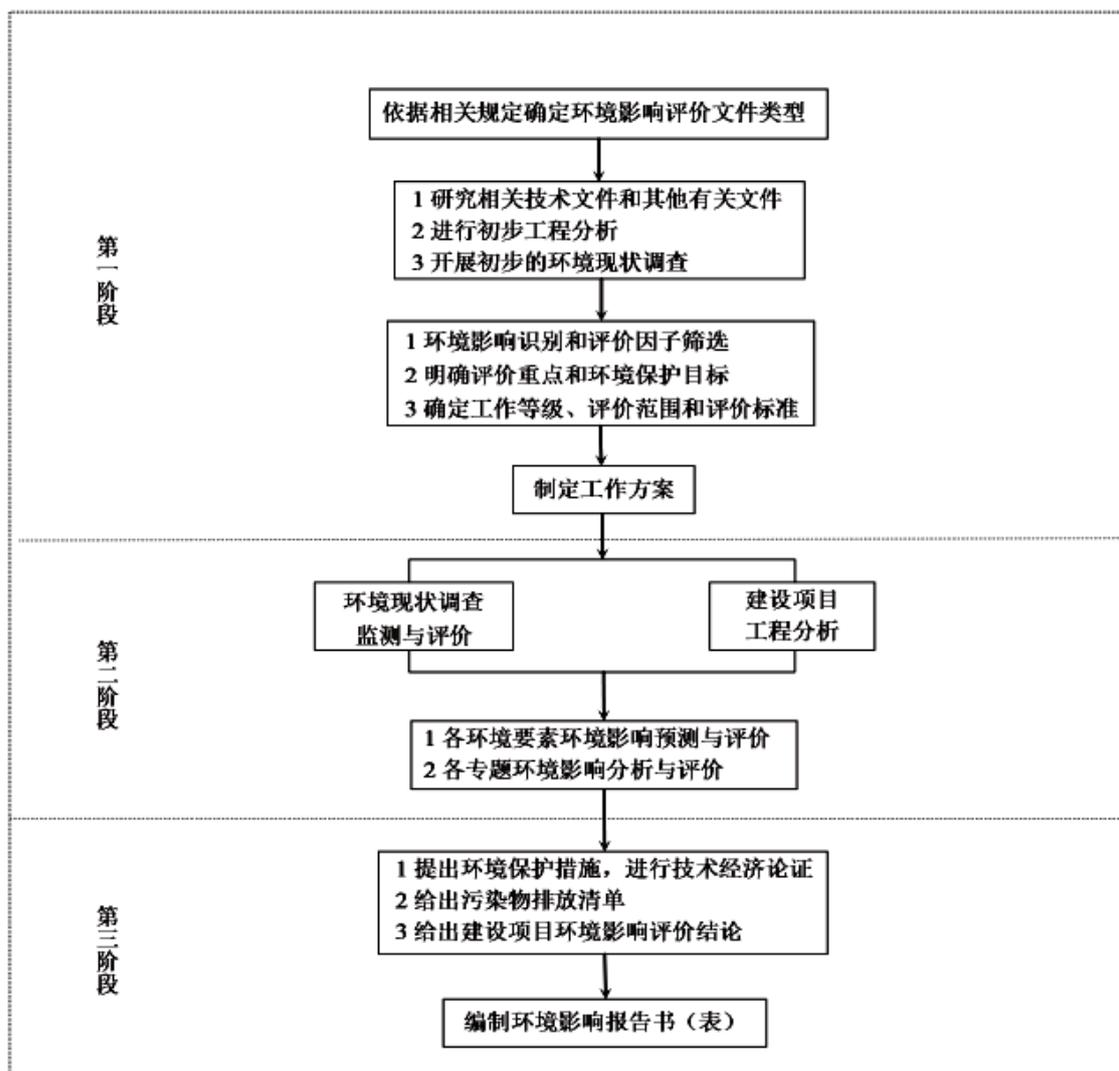 依据相关规定确定环境影响评价文件类型
1 研究相关技术文件和其他有关文件
2 进行初步工程分析
3 开展初步的环境现状调查
第一阶段
1 环境影响识别和评价因子筛选
2 明确评价重点和环境保护目标
3 确定工作等级、评价范围和评价标准
制定工作方案
环境现状调查
监测与评价
建设项目
工程分析
第二阶段
1 各环境要素环境影响预测与评价
2 各专题环境影响分析与评价
1 提出环境保护措施，进行技术经济论证
2 给出污染物排放清单
3 给出建设项目环境影响评价结论
第三阶段
编制环境影响报告书（表）